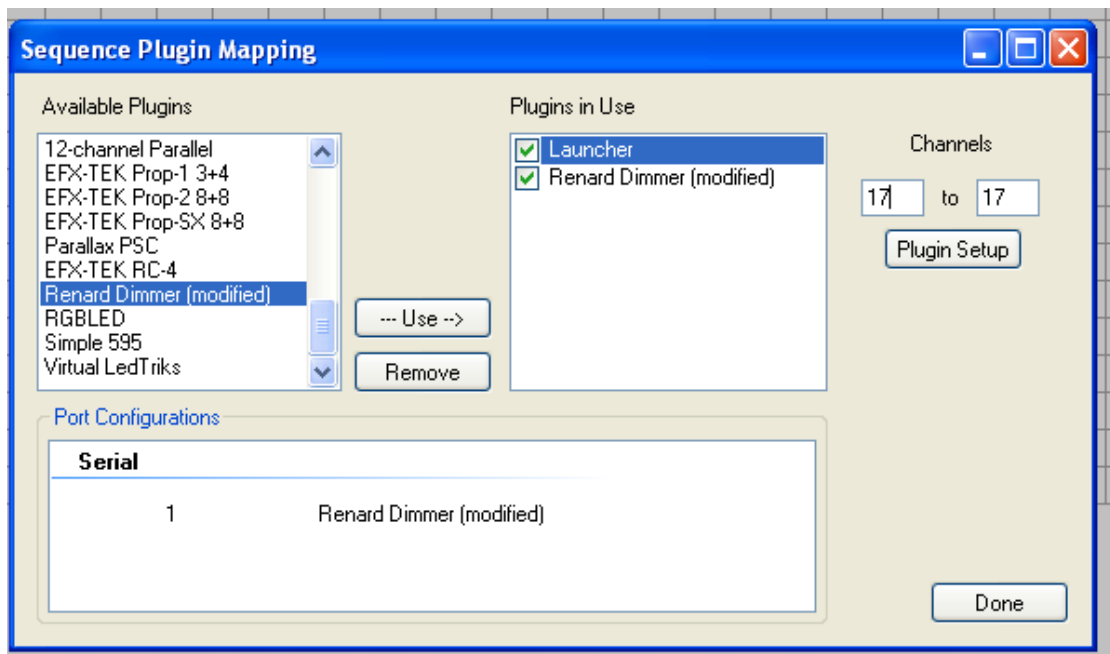 Sequence Plugin Mapping
Available Plugins
12-channel Parallel
EFX-TEK Prop-1 3+4
EFX-TEK Prop-2 8+8
EFX-TEK Prop-SX 8+8
Parallax PSC
EFX-TEK RC-4
Renard Dimmer (modified)
RGBLED
Simple 595
Virtual LedTriks
--- Use -->
Remove
Plugins in Use
Launcher
Renard Dimmer (modified)
Channels
17 to 17
Plugin Setup
Port Configurations
Serial
1 Renard Dimmer (modified)
Done